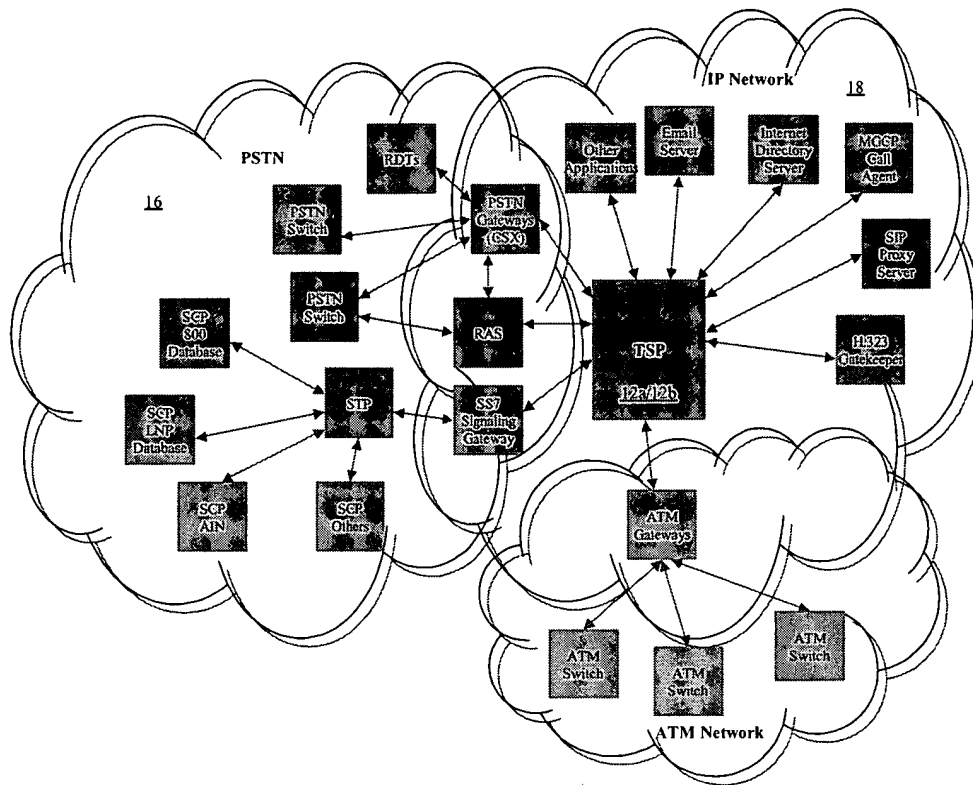 IP Network
18
PSTN
16
RDTs
Other
Applications
Email
Server
Internet
Directory
Server
MGCP
Call
Agent
PSTN
Switch
PSTN
Gateways
(CSX)
SIP
Proxy
Server
PSTN
Switch
SCP
800
Database
RAS
TSP
12a/12b
H.323
Gatekeeper
STP
SS7
Signaling
Gateway
SCP
LNP
Database
SCP
AIN
SCP
Others
ATM
Gateways
ATM
Switch
ATM
Switch
ATM
Switch
ATM Network